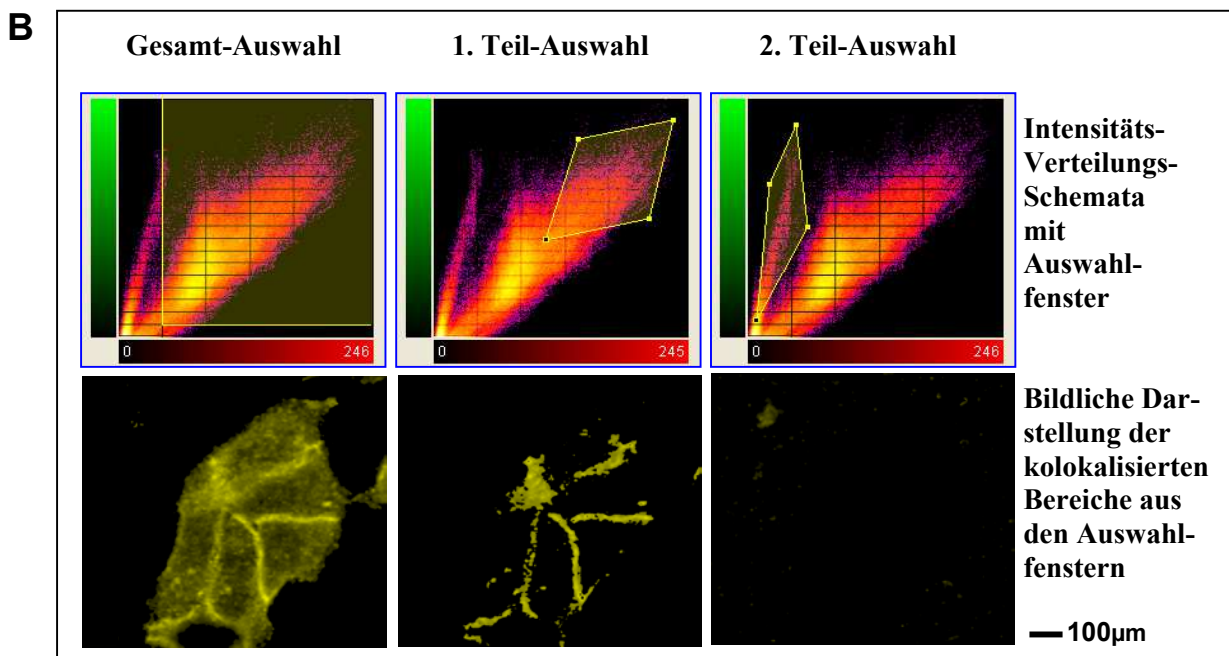 B
Gesamt-Auswahl
1. Teil-Auswahl
2. Teil-Auswahl
0
246
0
245
0
246
Intensitäts-
Verteilungs-
Schemata
mit
Auswahl-
fenster
Bildliche Dar-
stellung der
kolokalisierten
Bereiche aus
den Auswahl-
fenstern
100µm